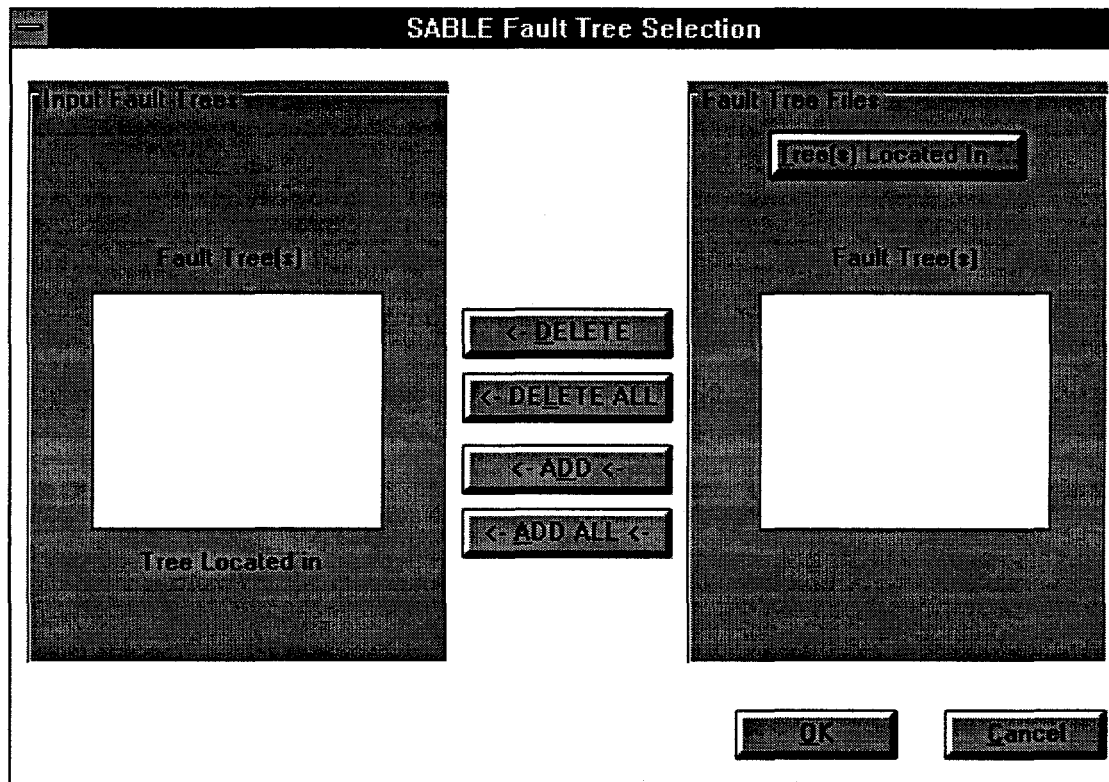 SABLE Fault Tree Selection
Input Fault Trees
Fault Tree(s)
Tree Located in
<- DELETE
<- DELETE ALL
<- ADD <-
<- ADD ALL <-
Fault Tree Files
Tree(s) Located In ...
Fault Tree(s)
OK
Cancel